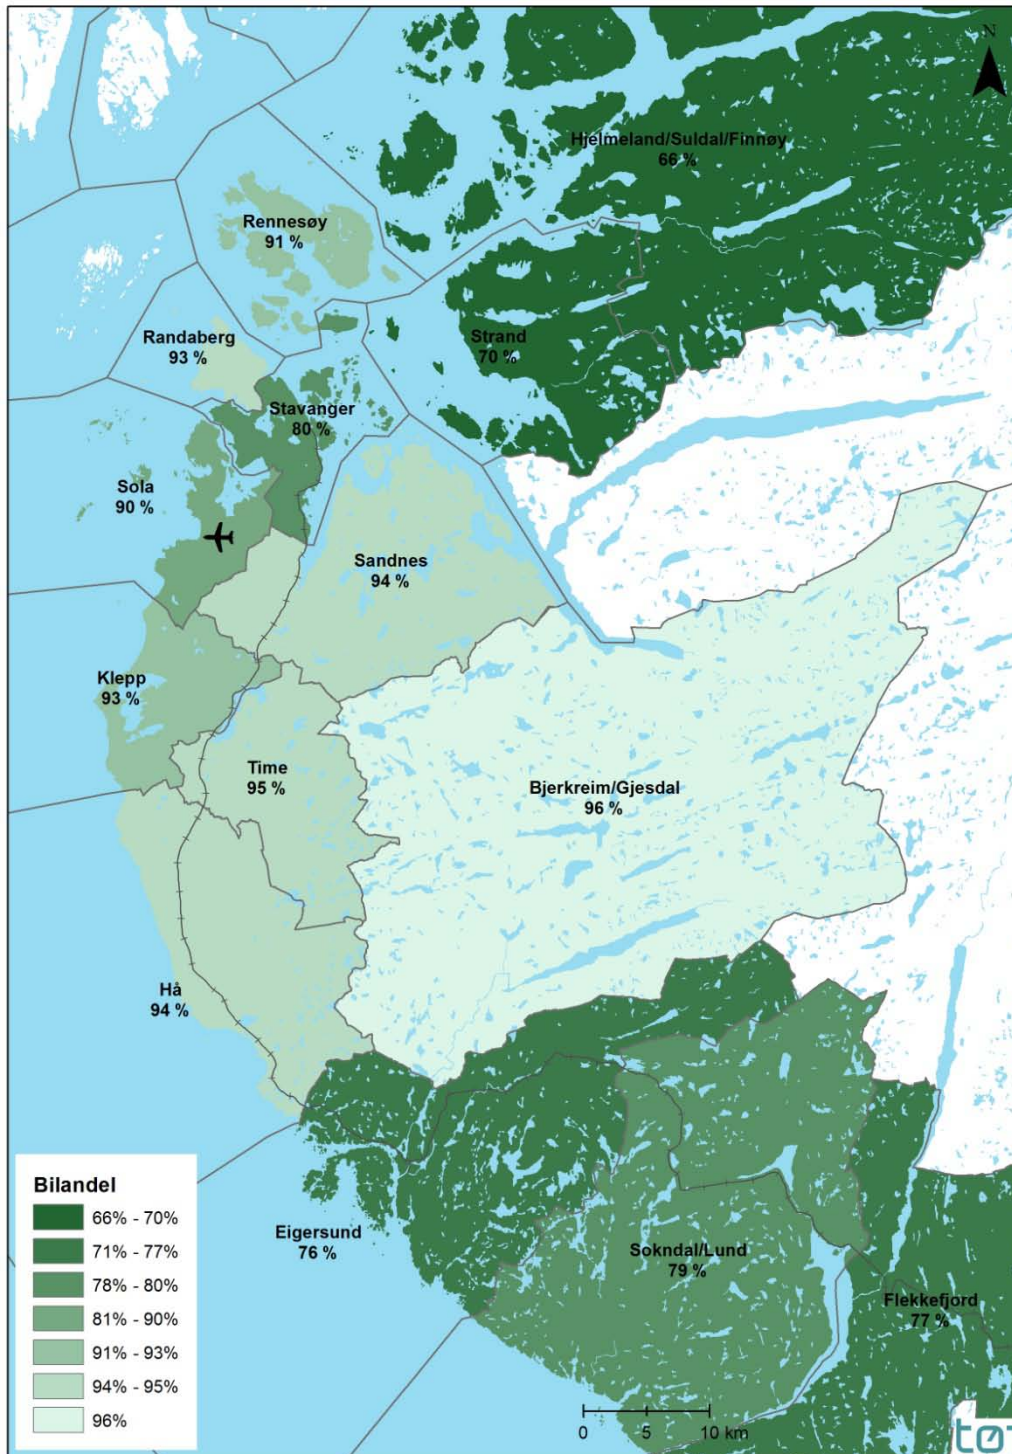 N
Hjelmeland/Suldal/Finnøy
66 %
Rennesøy
91 %
Randaberg
93 %
Strand
70 %
Stavanger
80 %
Sola
90 %
Sandnes
94 %
Klepp
93 %
Time
95 %
Bjerkreim/Gjesdal
96 %
Hå
94 %
Eigersund
76 %
Sokndal/Lund
79 %
Flekkefjord
77 %
Bilandel
66% - 70%
71% - 77%
78% - 80%
81% - 90%
91% - 93%
94% - 95%
96%
0 5 10 km